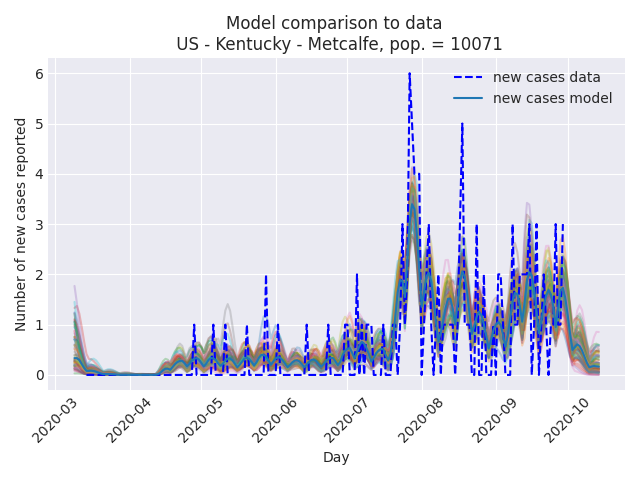 Model comparison to data
US - Kentucky - Metcalfe, pop. = 10071
new cases data
new cases model
Number of new cases reported
6
5
4
3
2
1
0
2020-03
2020-04
2020-05
2020-06
2020-07
2020-08
2020-09
2020-10
Day